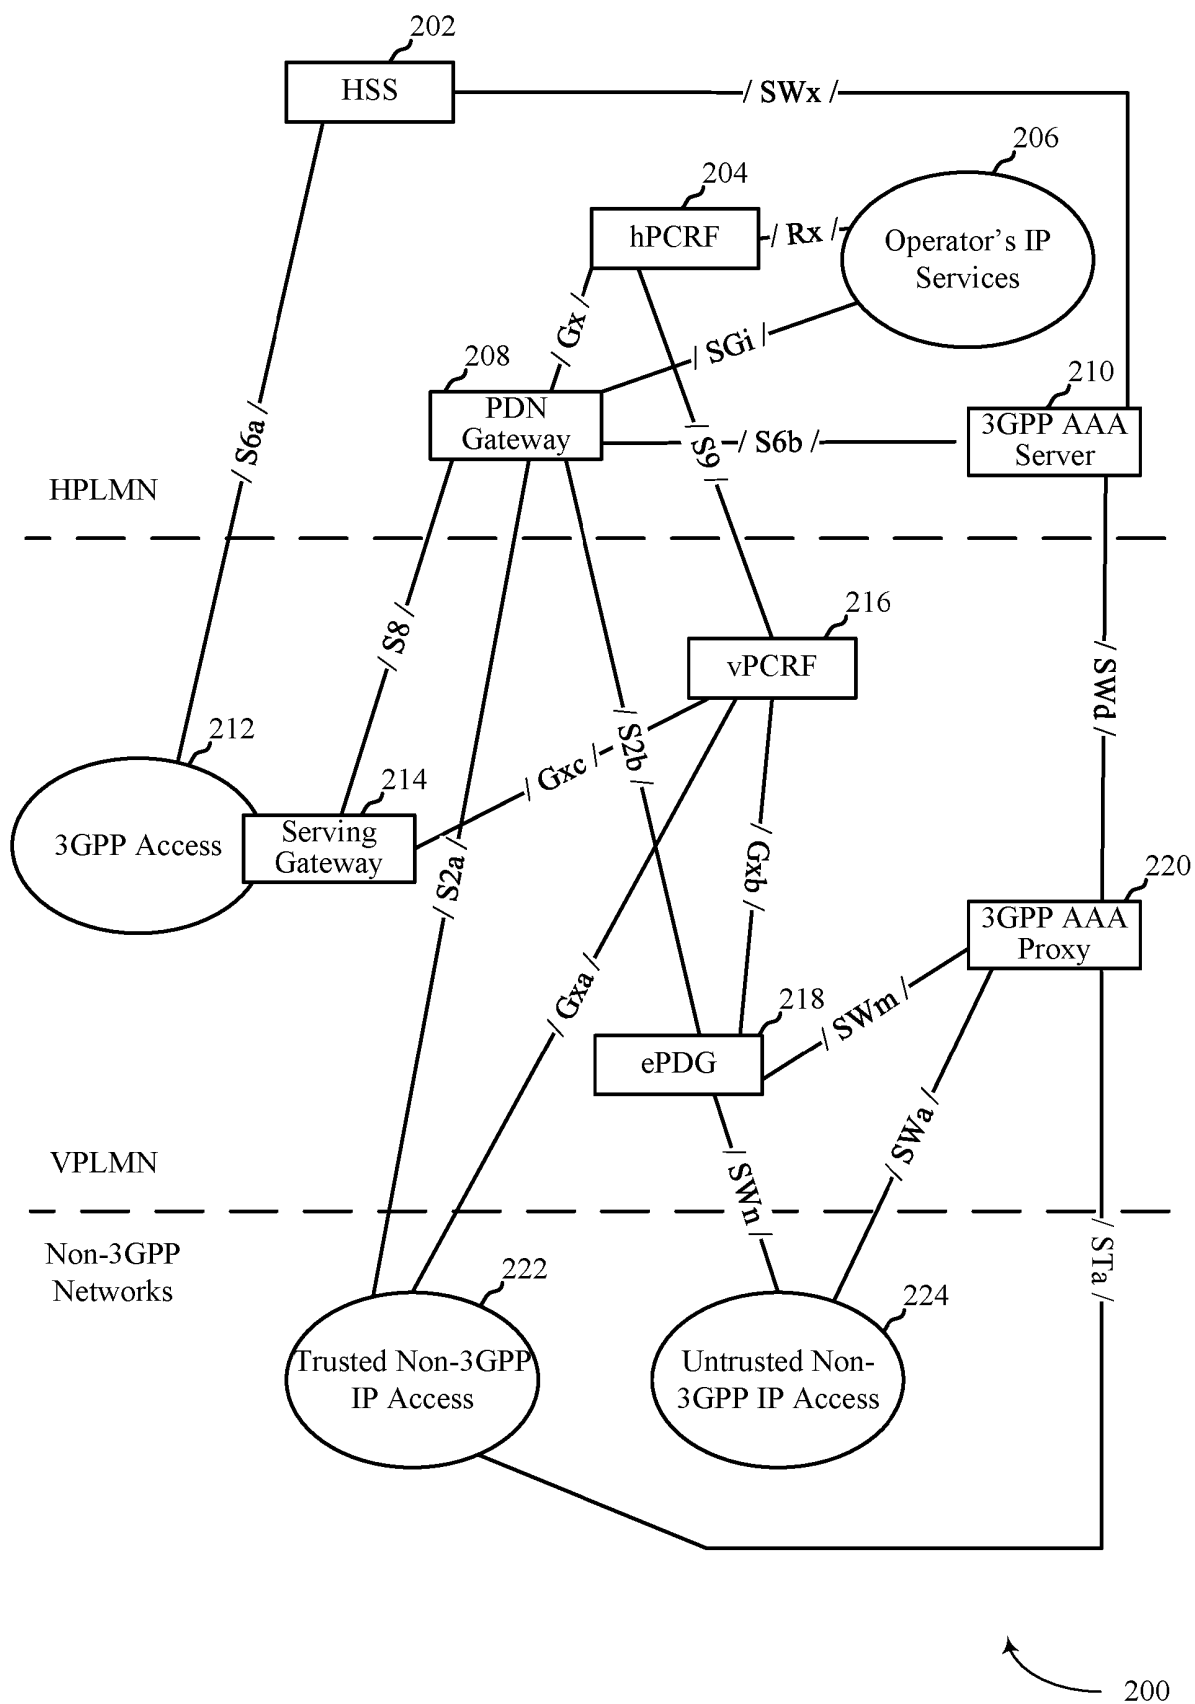 202
HSS
/ SWx /
206
204
hPCRF
/ Rx /
Operator’s IP
Services
/ Gx /
/ SGi /
208
PDN
Gateway
210
3GPP AAA
Server
/ S6a /
/ S9 /
/ S6b /
HPLMN
/ S8 /
216
vPCRF
/ SWd /
212
3GPP Access
214
Serving
Gateway
/ Gxc /
/ S2b /
/ S2a /
/ Gxb /
220
3GPP AAA
Proxy
/ Gxa /
218
ePDG
/ SWm /
/ SWa /
VPLMN
/ SWn /
Non-3GPP
Networks
/ STa /
222
Trusted Non-3GPP
IP Access
224
Untrusted Non-
3GPP IP Access
200